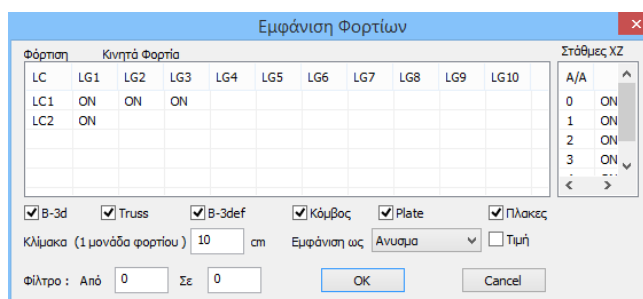 Εμφάνιση Φορτίων
Φόρτιση Κινητά Φορτία Στάθμες ΧΖ
LC LG1 LG2 LG3 LG4 LG5 LG6 LG7 LG8 LG9 LG10 A/A
LC1 ON ON ON 0 ON
LC2 ON 1 ON
2 ON
3 ON
B-3d Truss B-3def Κόμβος Plate Πλακες
Κλίμακα (1 μονάδα φορτίου ) 10 cm Εμφάνιση ως Ανυσμα Τιμή
Φίλτρο : Από 0 Σε 0 OK Cancel